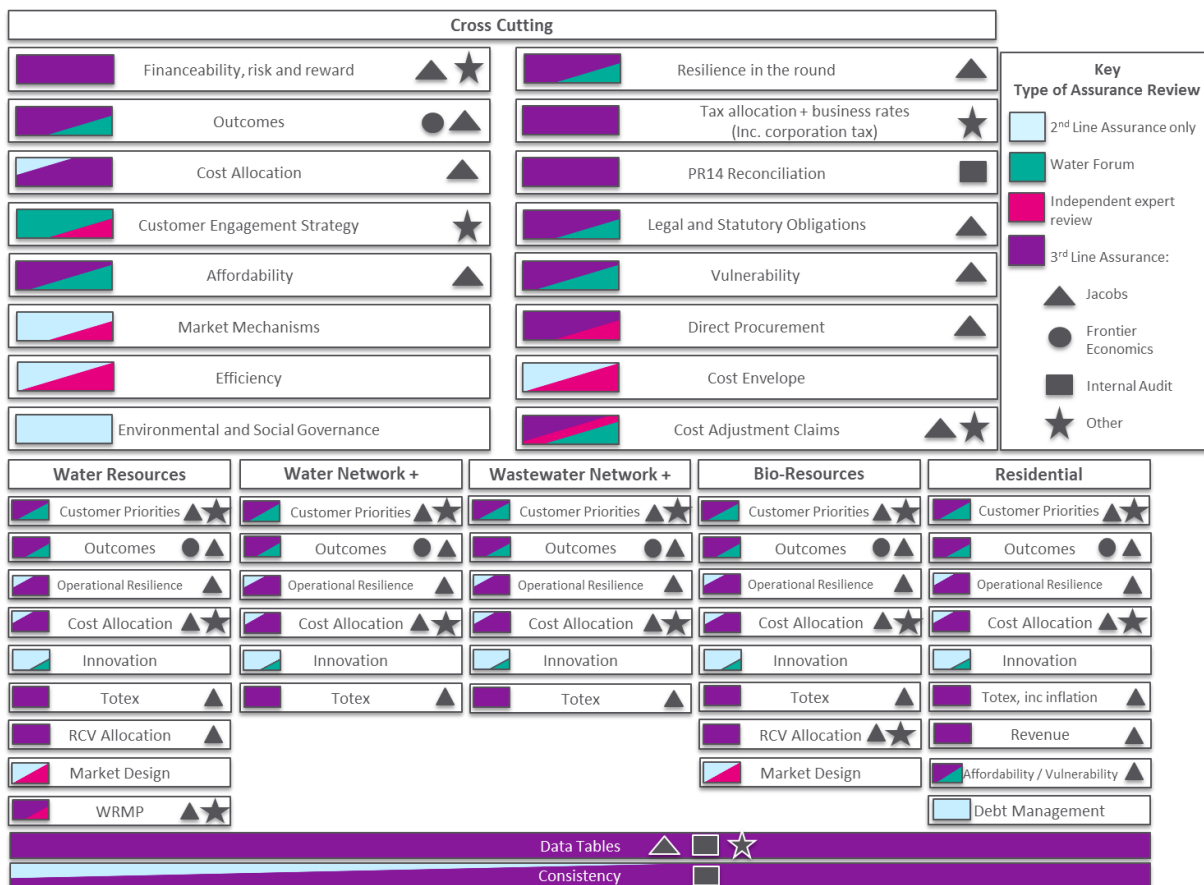 Cross Cutting
Financeability, risk and reward
Outcomes
Cost Allocation
Customer Engagement Strategy
Affordability
Market Mechanisms
Efficiency
Environmental and Social Governance
Resilience in the round
Tax allocation + business rates
(Inc. corporation tax)
PR14 Reconciliation
Legal and Statutory Obligations
Vulnerability
Direct Procurement
Cost Envelope
Cost Adjustment Claims
Key
Type of Assurance Review
2nd Line Assurance only
Water Forum
Independent expert
review
3rd Line Assurance:
Jacobs
Frontier
Economics
Internal Audit
Other
Water Resources
Customer Priorities
Outcomes
Operational Resilience
Cost Allocation
Innovation
Totex
RCV Allocation
Market Design
WRMP
Water Network +
Customer Priorities
Outcomes
Operational Resilience
Cost Allocation
Innovation
Totex
Wastewater Network +
Customer Priorities
Outcomes
Operational Resilience
Cost Allocation
Innovation
Totex
Bio-Resources
Customer Priorities
Outcomes
Operational Resilience
Cost Allocation
Innovation
Totex
RCV Allocation
Market Design
Residential
Customer Priorities
Outcomes
Operational Resilience
Cost Allocation
Innovation
Totex, inc inflation
Revenue
Affordability / Vulnerability
Debt Management
Data Tables
Consistency